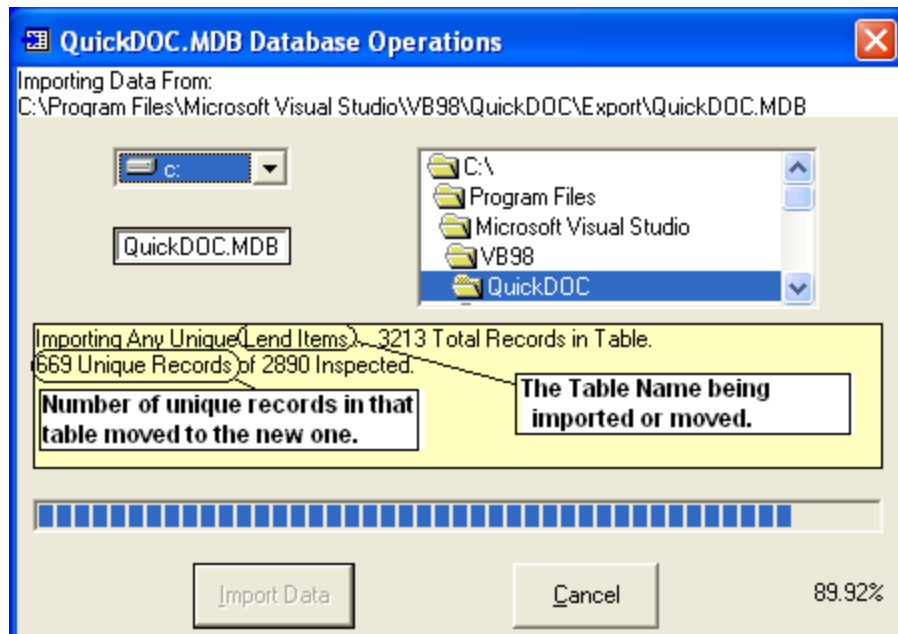 QuickDOC.MDB Database Operations
Importing Data From:
C:\Program Files\Microsoft Visual Studio\VB98\QuickDOC\Export\QuickDOC.MDB
c:
C:\
Program Files
Microsoft Visual Studio
VB98
QuickDOC
QuickDOC.MDB
Importing Any Unique Lend Items. 3213 Total Records in Table.
669 Unique Records of 2890 Inspected.
Number of unique records in that
table moved to the new one.
The Table Name being
imported or moved.
Import Data
Cancel
89.92%